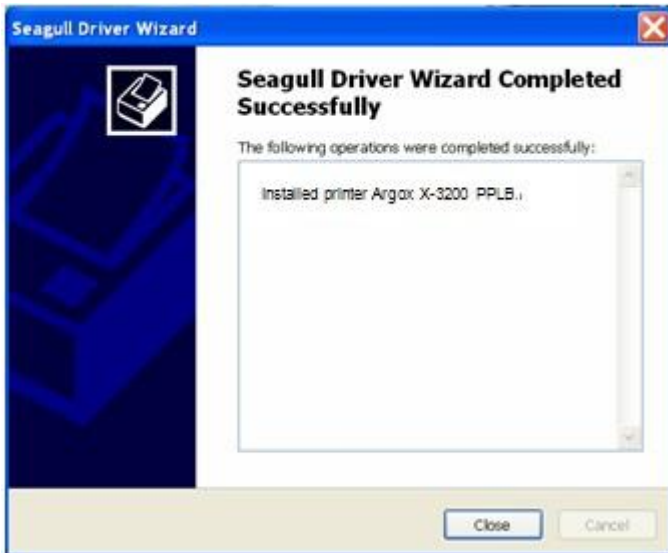 Seagull Driver Wizard
Seagull Driver Wizard Completed
Successfully
The following operations were completed successfully:
Installed printer Argox X-3200 PPLB.
Close
Cancel